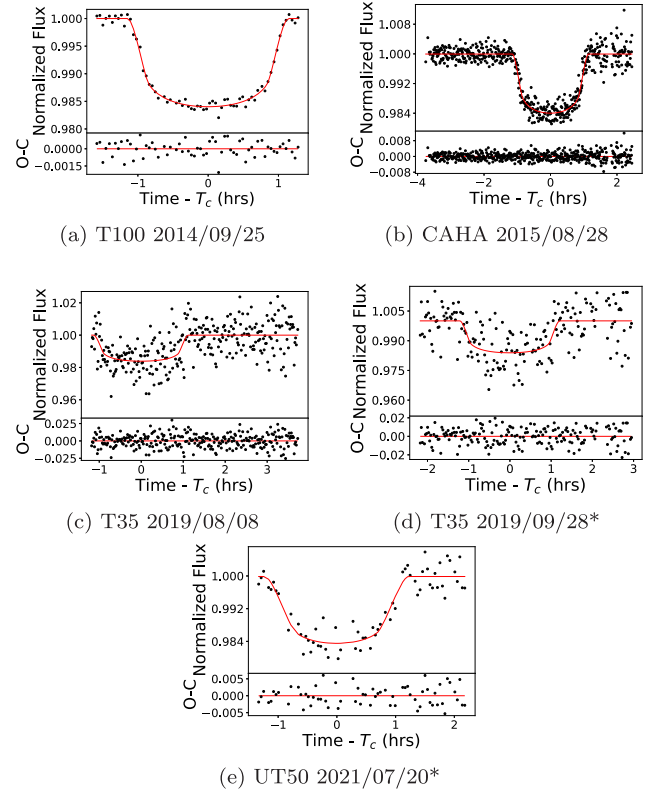 1.000
0.995
0.990
0.985
0.980
Normalized Flux
0.0000
−0.0015
O-C
−1 0 1
Time - Tc (hrs)
(a) T100 2014/09/25
1.008
1.000
0.992
0.984
Normalized Flux
0.008
0.000
−0.008
O-C
−4 −2 0 2
Time - Tc (hrs)
(b) CAHA 2015/08/28
1.02
1.00
0.98
0.96
Normalized Flux
0.025
0.000
−0.025
O-C
−1 0 1 2 3
Time - Tc (hrs)
(c) T35 2019/08/08
1.005
0.990
0.975
0.960
Normalized Flux
0.02
0.00
−0.02
O-C
−2 −1 0 1 2 3
Time - Tc (hrs)
(d) T35 2019/09/28*
1.000
0.992
0.984
Normalized Flux
0.005
0.000
−0.005
O-C
−1 0 1 2
Time - Tc (hrs)
(e) UT50 2021/07/20*